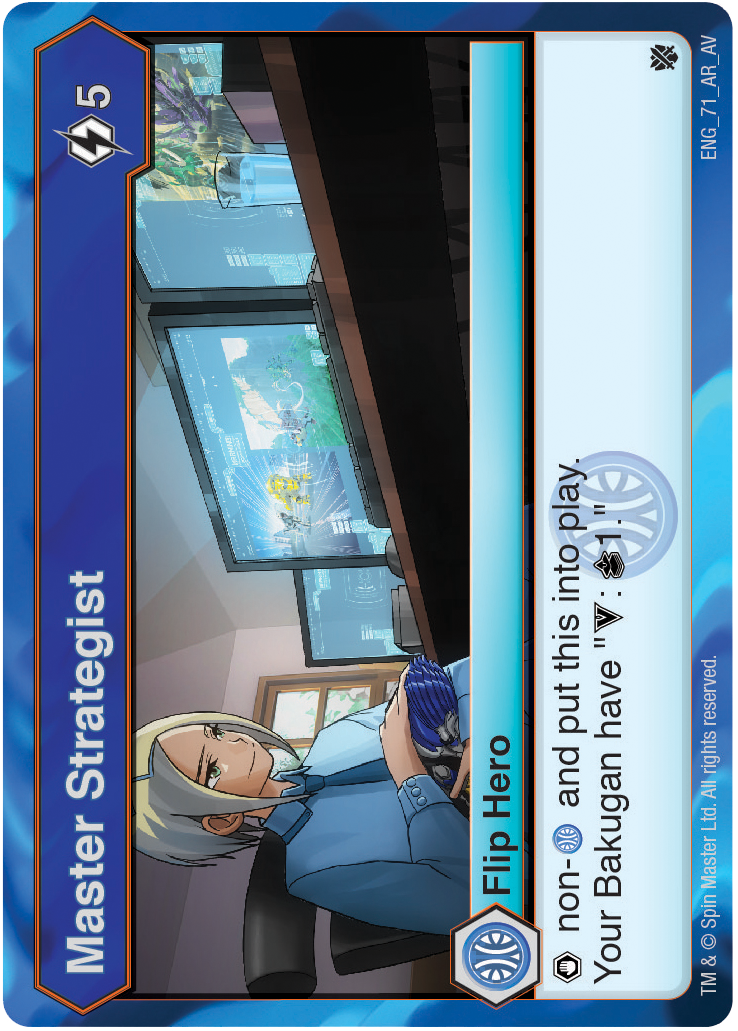 Master Strategist
5
Flip Hero
non- and put this into play.
Your Bakugan have " : 1."
TM & © Spin Master Ltd. All rights reserved.
ENG_71_AR_AV